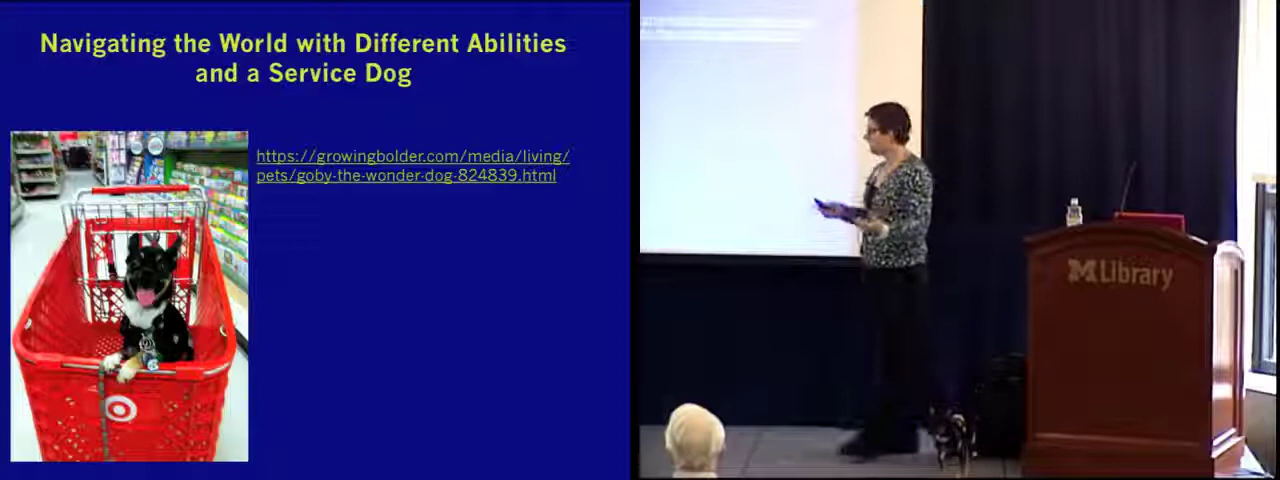 Navigating the World with Different Abilities
and a Service Dog
https://growingbolder.com/media/living/
pets/goby-the-wonder-dog-824839.html
M Library